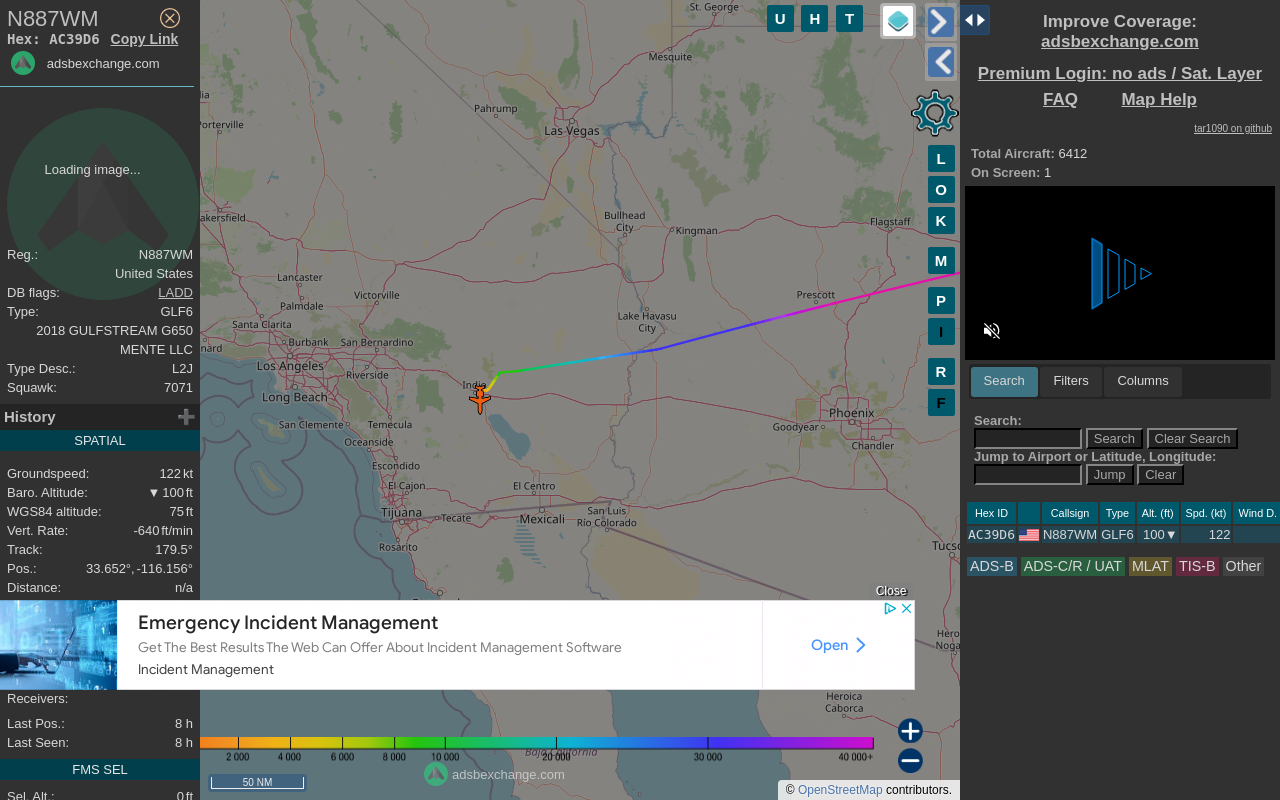 N887WM
Hex: AC39D6 Copy Link
adsbexchange.com
Loading image...
Reg.: N887WM
United States
DB flags: LADD
Type: GLF6
2018 GULFSTREAM G650
MENTE LLC
Type Desc.: L2J
Squawk: 7071
History
SPATIAL
Groundspeed: 122 kt
Baro. Altitude: ▼ 100 ft
WGS84 altitude: 75 ft
Vert. Rate: -640 ft/min
Track: 179.5°
Pos.: 33.652°, -116.156°
Distance: n/a
Receivers:
Last Pos.: 8 h
Last Seen: 8 h
FMS SEL
Sel. Alt.: 0 ft
St. George
Mesquite
Pahrump
Las Vegas
Porterville
akersfield
Bullhead
City
Kingman
Flagstaff
Lancaster
Palmdale
Victorville
Prescott
Lake Havasu
City
Santa Clarita
Burbank
San Bernardino
nard
Los Angeles
Riverside
Indio
Long Beach
San Clemente
Temecula
Phoenix
Goodyear
Chandler
Oceanside
Escondido
El Cajon
El Centro
Tijuana
Tecate
Mexicali
San Luis
Río Colorado
Rosarito
Tucso
Hero
Noga
Heroica
Caborca
Baja California
U H T
L
O
K
M
P
I
R
F
Close
Emergency Incident Management
Get The Best Results The Web Can Offer About Incident Management Software
Incident Management
Open
2 000 4 000 6 000 8 000 10 000 20 000 30 000 40 000+
adsbexchange.com
50 NM
© OpenStreetMap contributors.
Improve Coverage:
adsbexchange.com
Premium Login: no ads / Sat. Layer
FAQ Map Help
tar1090 on github
Total Aircraft: 6412
On Screen: 1
Search Filters Columns
Search:
Search Clear Search
Jump to Airport or Latitude, Longitude:
Jump Clear
Hex ID Callsign Type Alt. (ft) Spd. (kt) Wind D.
AC39D6 N887WM GLF6 100▼ 122
ADS-B ADS-C/R / UAT MLAT TIS-B Other